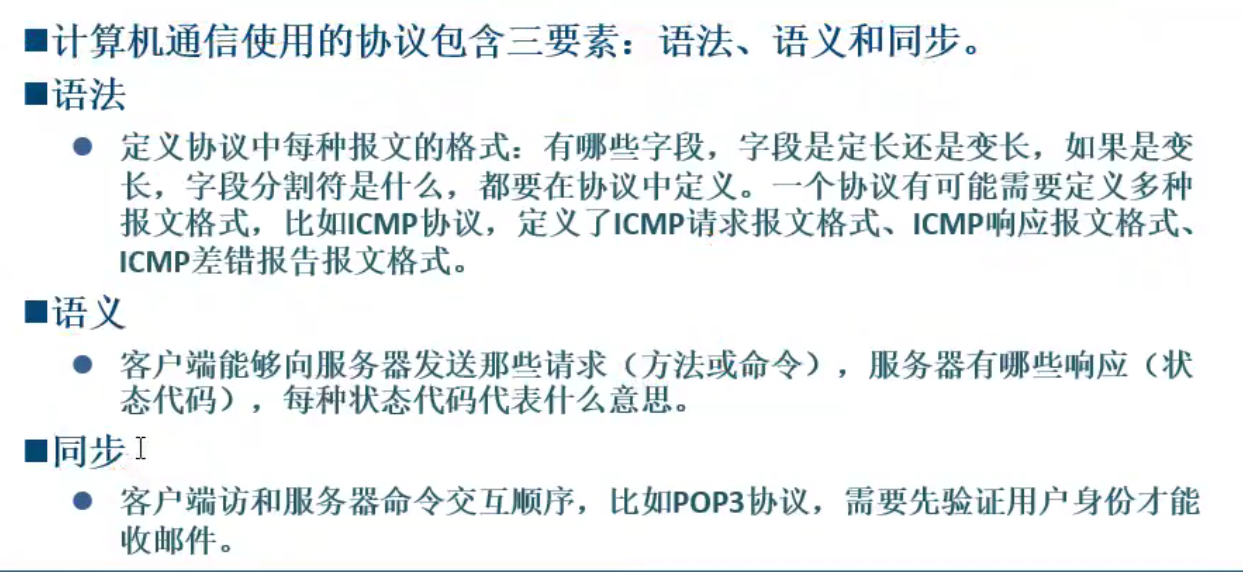 ■计算机通信使用的协议包含三要素：语法、语义和同步。
■语法
● 定义协议中每种报文的格式：有哪些字段，字段是定长还是变长，如果是变
长，字段分割符是什么，都要在协议中定义。一个协议有可能需要定义多种
报文格式，比如ICMP协议，定义了ICMP请求报文格式、ICMP响应报文格式、
ICMP差错报告报文格式。
■语义
● 客户端能够向服务器发送那些请求（方法或命令），服务器有哪些响应（状
态代码），每种状态代码代表什么意思。
■同步
● 客户端访和服务器命令交互顺序，比如POP3协议，需要先验证用户身份才能
收邮件。